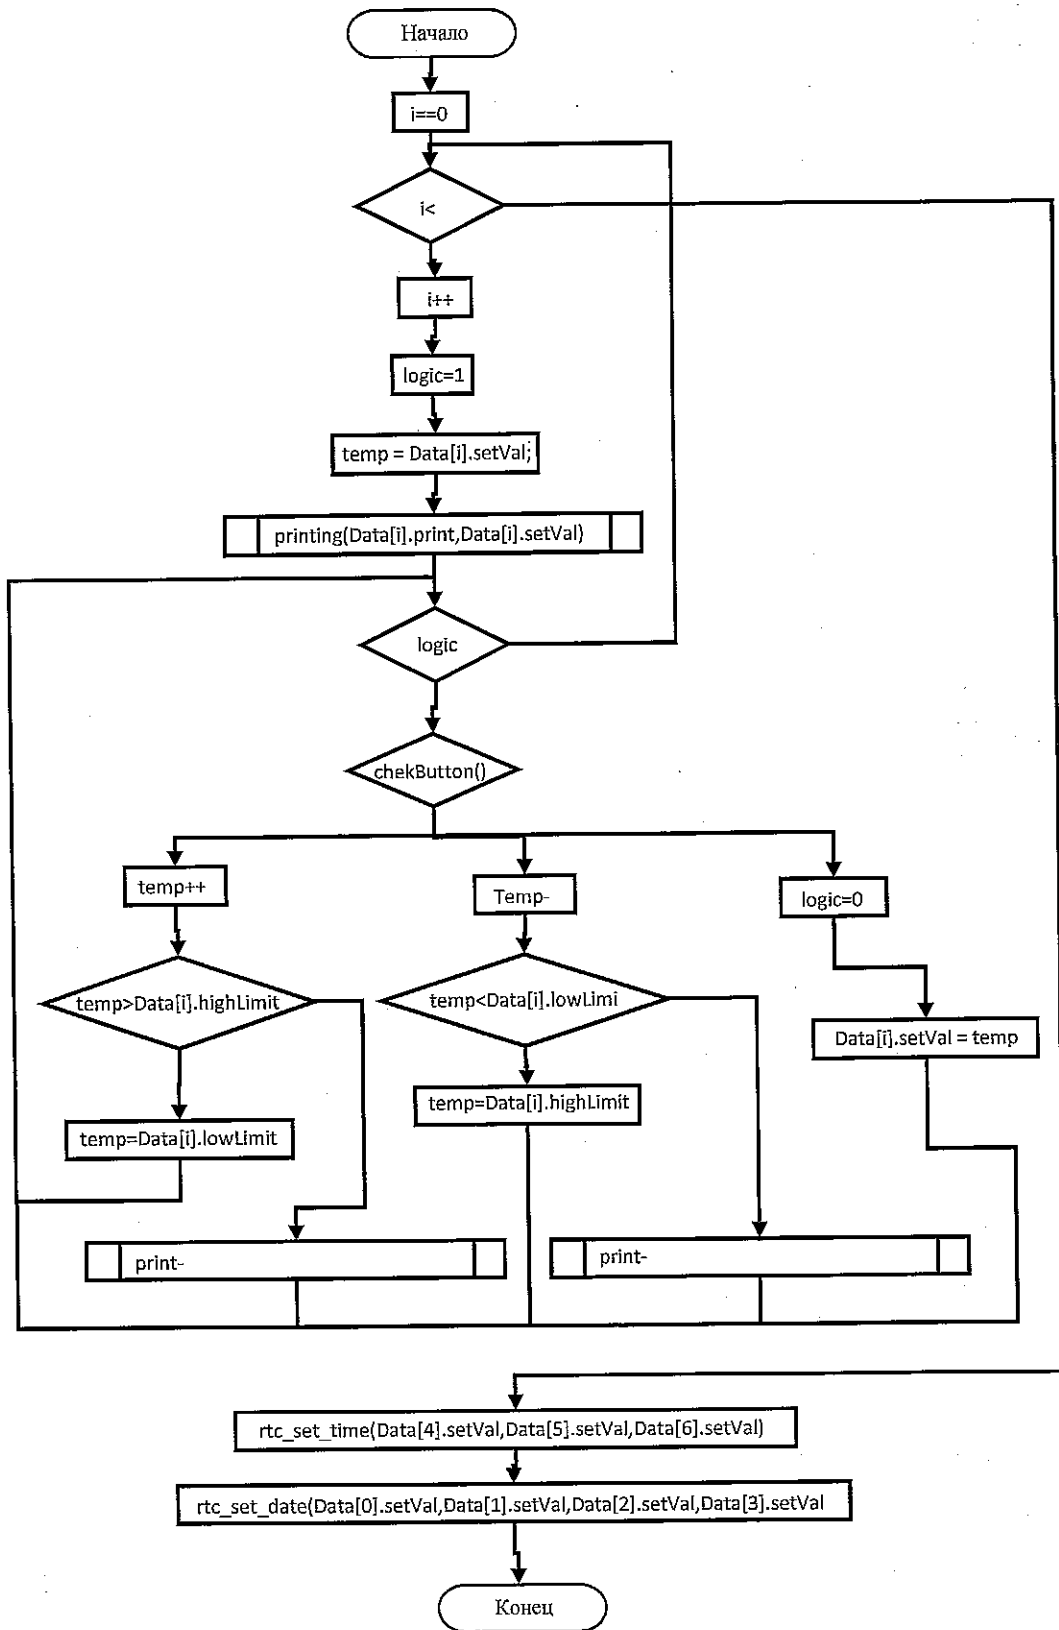 Начало
i==0
i<
i++
logic=1
temp = Data[i].setVal;
printing(Data[i].print,Data[i].setVal)
logic
chekButton()
temp++
Temp-
logic=0
temp>Data[i].highLimit
temp<Data[i].lowLimi
Data[i].setVal = temp
temp=Data[i].highLimit
temp=Data[i].lowLimit
print-
print-
rtc_set_time(Data[4].setVal,Data[5].setVal,Data[6].setVal)
rtc_set_date(Data[0].setVal,Data[1].setVal,Data[2].setVal,Data[3].setVal
Конец